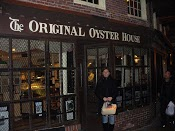 The ORIGINAL OYSTER HOUSE